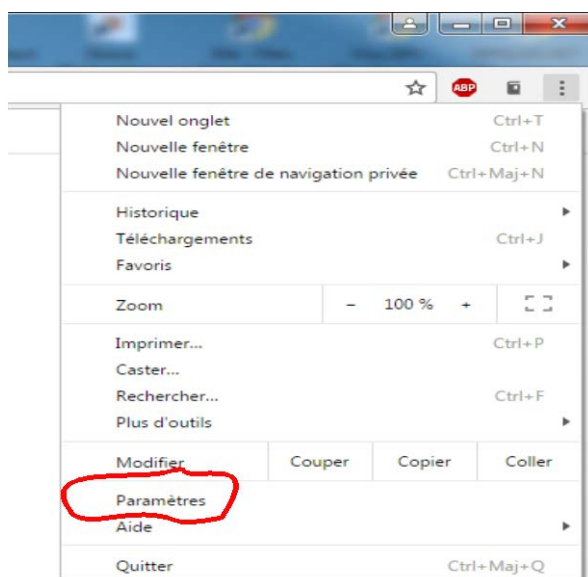 ABP
Nouvel onglet Ctrl+T
Nouvelle fenêtre Ctrl+N
Nouvelle fenêtre de navigation privée Ctrl+Maj+N
Historique
Téléchargements Ctrl+J
Favoris
Zoom - 100 % +
Imprimer... Ctrl+P
Caster...
Rechercher... Ctrl+F
Plus d'outils
Modifier Couper Copier Coller
Paramètres
Aide
Quitter Ctrl+Maj+Q